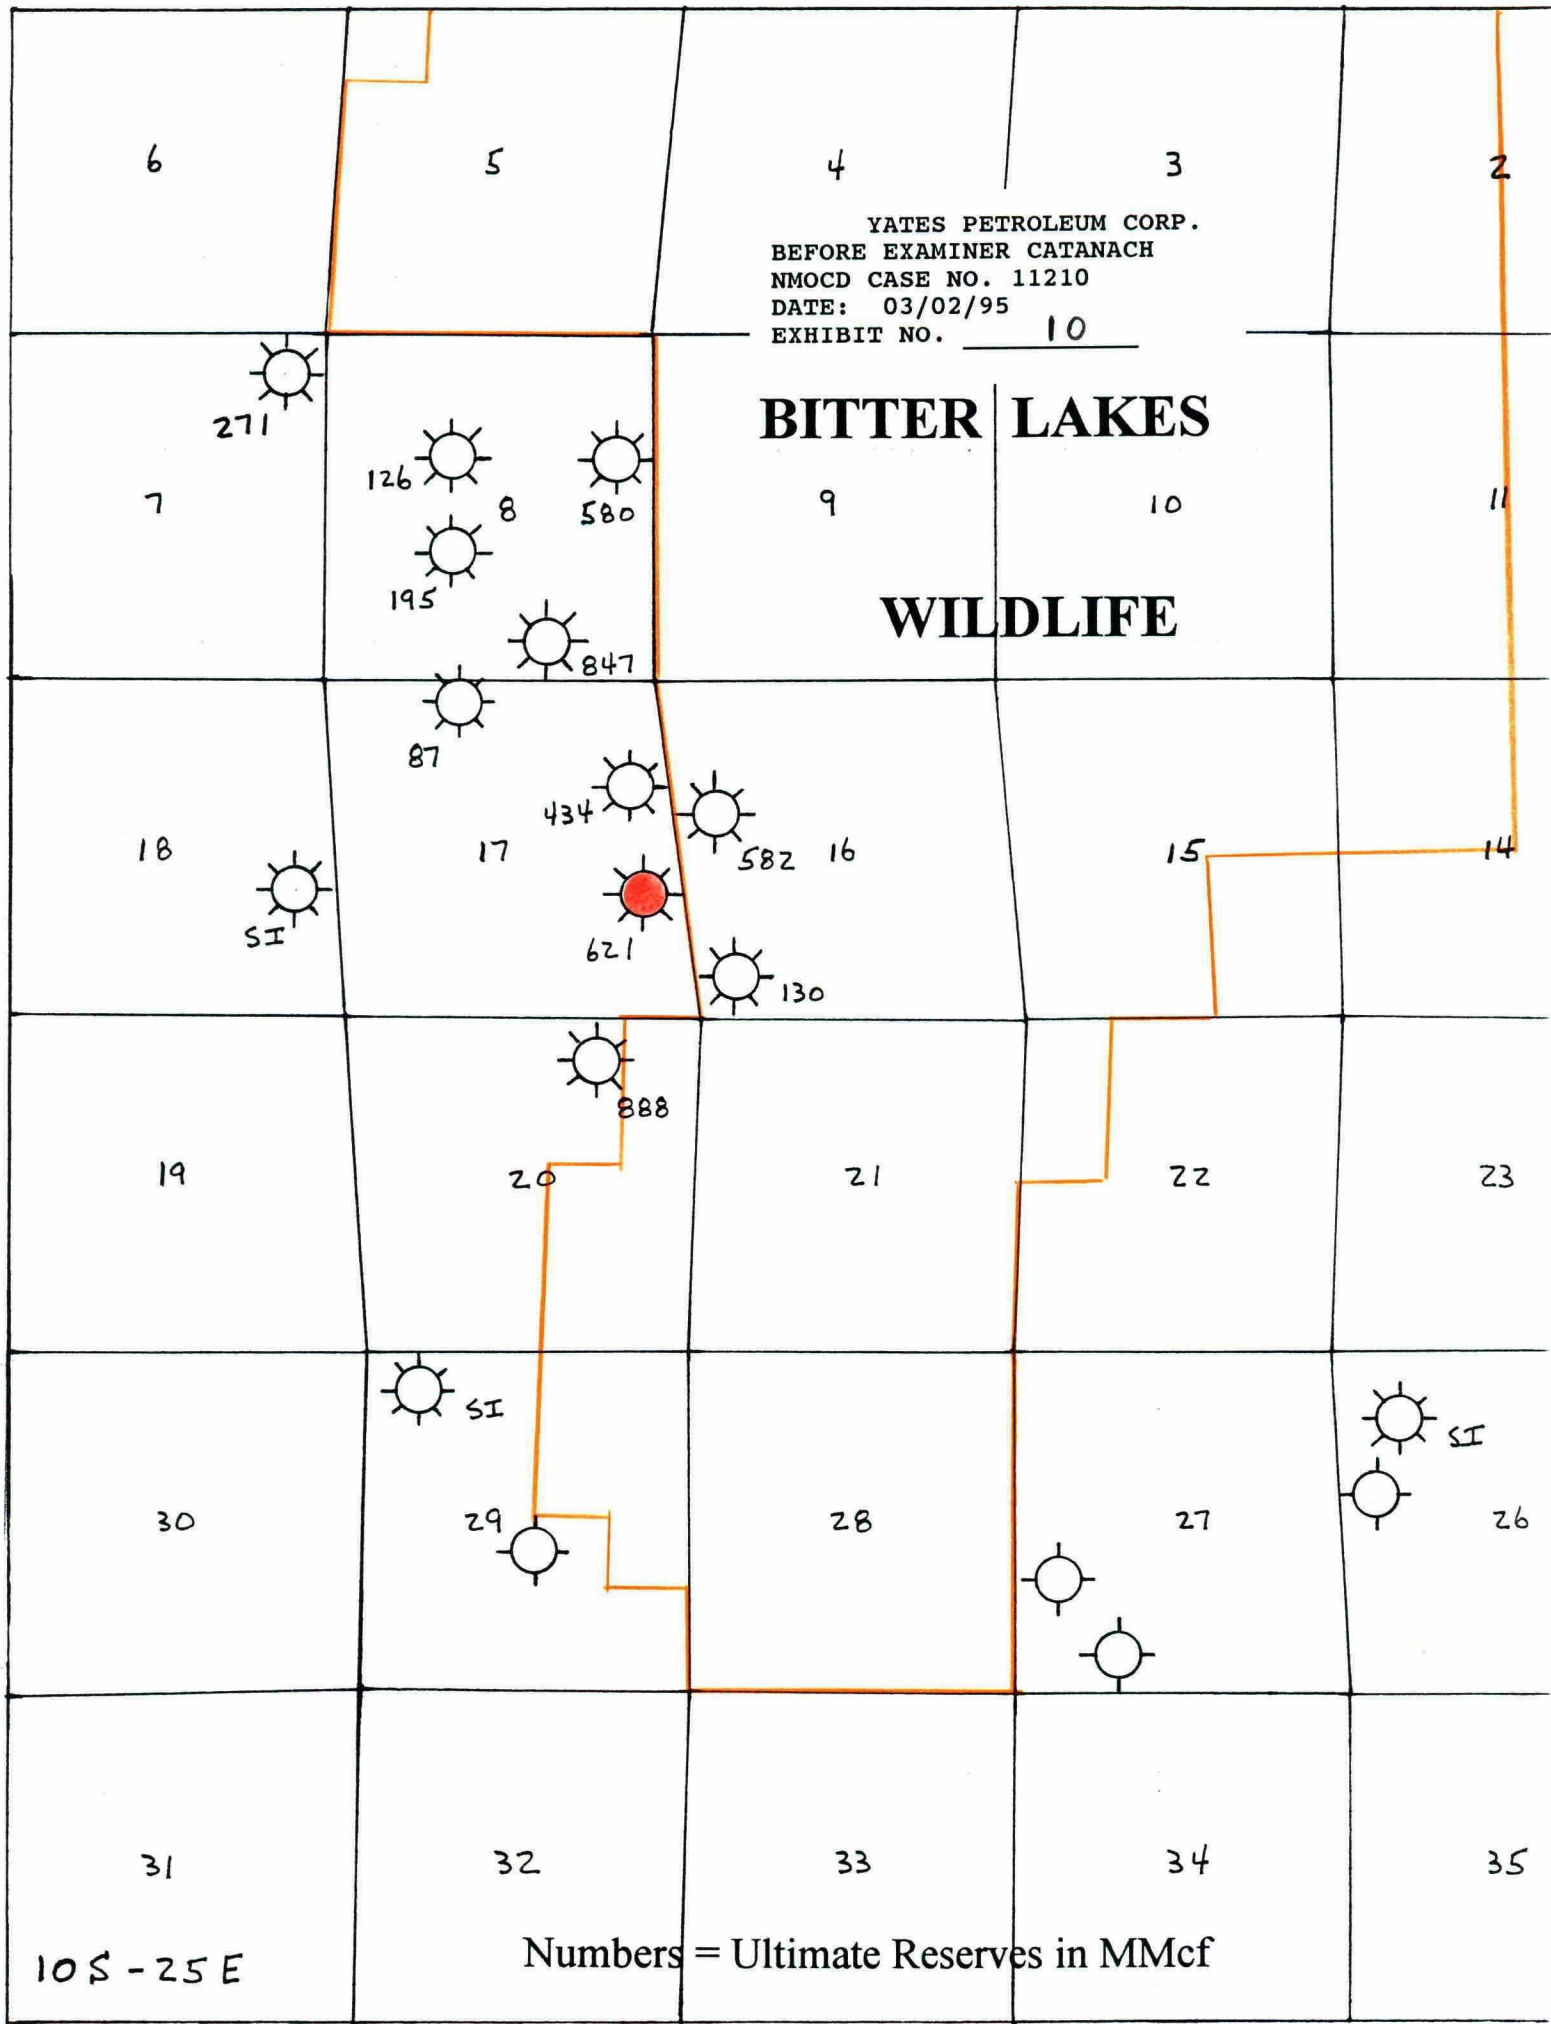 6 5 4 3 2
YATES PETROLEUM CORP.
BEFORE EXAMINER CATANACH
NMOCD CASE NO. 11210
DATE: 03/02/95
EXHIBIT NO. 10
BITTER LAKES
271
126
580
7 8 9 10 11
195
WILDLIFE
847
87
434
582
18 17 16 15 14
SI
621
130
888
19 20 21 22 23
SI
SI
30 29 28 27 26
31 32 33 34 35
10S-25E
Numbers = Ultimate Reserves in MMcf